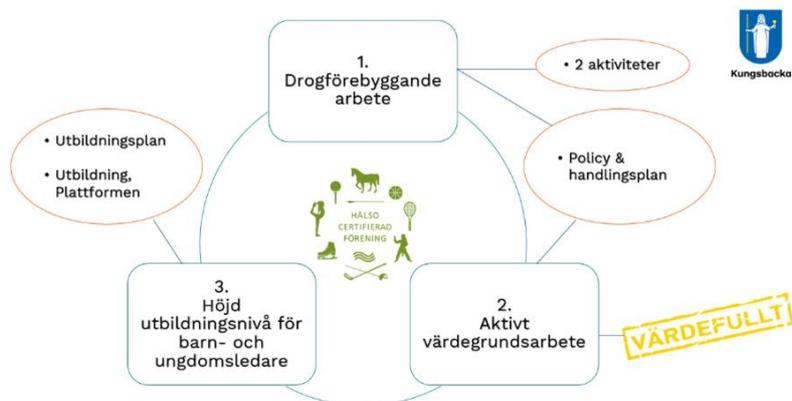 1.
Drogförebyggande
arbete
• 2 aktiviteter
Kungsbacka
• Utbildningsplan
• Utbildning,
Plattformen
• Policy &
handlingsplan
HÄLSO
CERTIFIERAD
FÖRENING
3.
Höjd
utbildningsnivå för
barn- och
ungdomsledare
2.
Aktivt
värdegrundsarbete
VÄRDEFULLT